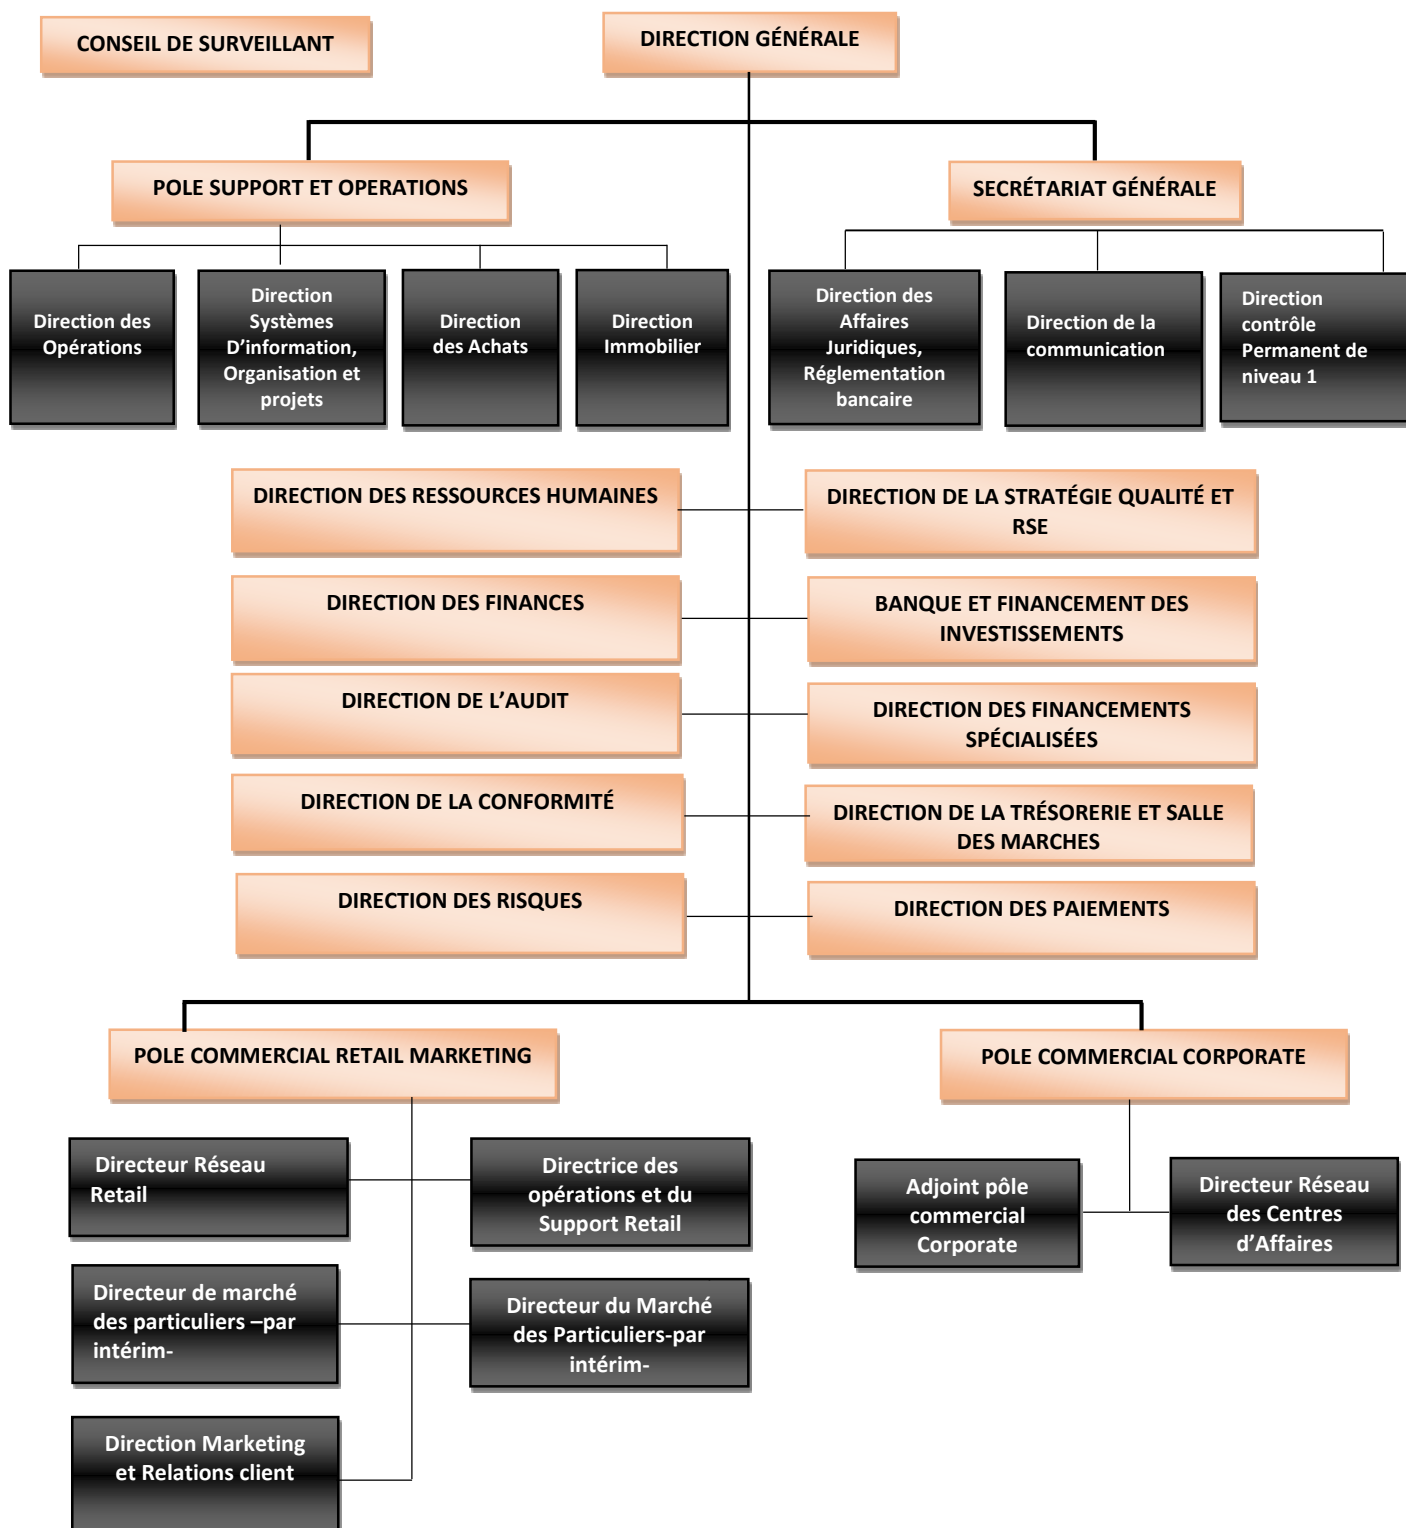 CONSEIL DE SURVEILLANT
DIRECTION GÉNÉRALE
POLE SUPPORT ET OPERATIONS
SECRÉTARIAT GÉNÉRALE
Direction des
Opérations
Direction
Systèmes
D’information,
Organisation et
projets
Direction
des Achats
Direction
Immobilier
Direction des
Affaires
Juridiques,
Réglementation
bancaire
Direction de la
communication
Direction
contrôle
Permanent de
niveau 1
DIRECTION DES RESSOURCES HUMAINES
DIRECTION DE LA STRATÉGIE QUALITÉ ET
RSE
DIRECTION DES FINANCES
BANQUE ET FINANCEMENT DES
INVESTISSEMENTS
DIRECTION DE L’AUDIT
DIRECTION DES FINANCEMENTS
SPÉCIALISÉES
DIRECTION DE LA CONFORMITÉ
DIRECTION DE LA TRÉSORERIE ET SALLE
DES MARCHES
DIRECTION DES RISQUES
DIRECTION DES PAIEMENTS
POLE COMMERCIAL RETAIL MARKETING
POLE COMMERCIAL CORPORATE
Directeur Réseau
Retail
Directrice des
opérations et du
Support Retail
Adjoint pôle
commercial
Corporate
Directeur Réseau
des Centres
d’Affaires
Directeur de marché
des particuliers –par
intérim-
Directeur du Marché
des Particuliers-par
intérim-
Direction Marketing
et Relations client